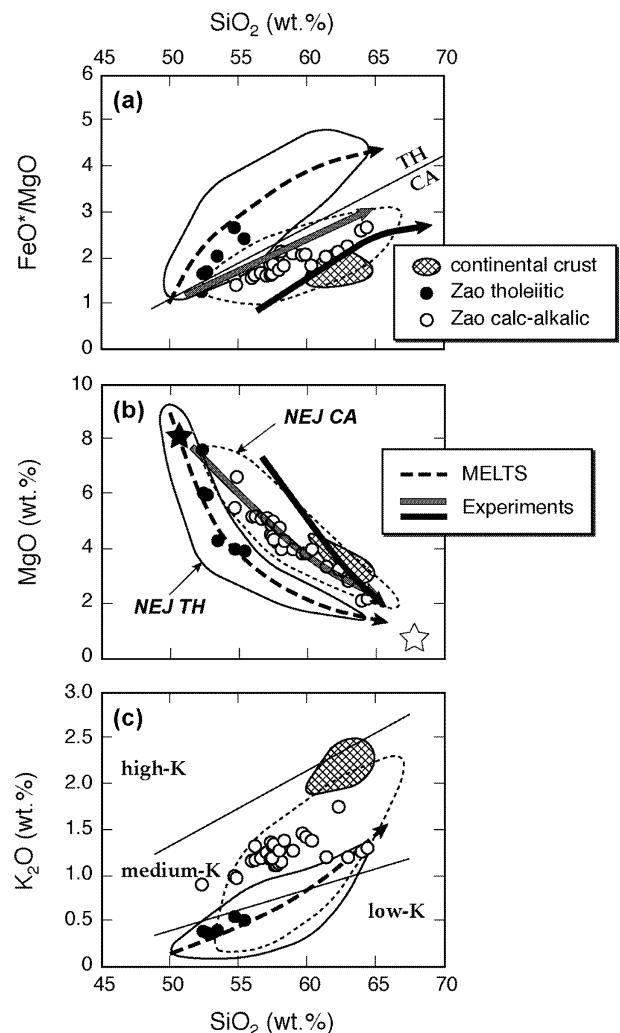 SiO2 (wt.%)
45 50 55 60 65 70
(a)
6
5
4
3
2
1
0
FeO*/MgO
TH
CA
continental crust
Zao tholeiitic
Zao calc-alkalic
(b)
10
8
6
4
2
0
MgO (wt.%)
NEJ CA
NEJ TH
MELTS
Experiments
(c)
3.0
2.5
2.0
1.5
1.0
0.5
0
K2O (wt.%)
high-K
medium-K
low-K
45 50 55 60 65 70
SiO2 (wt.%)